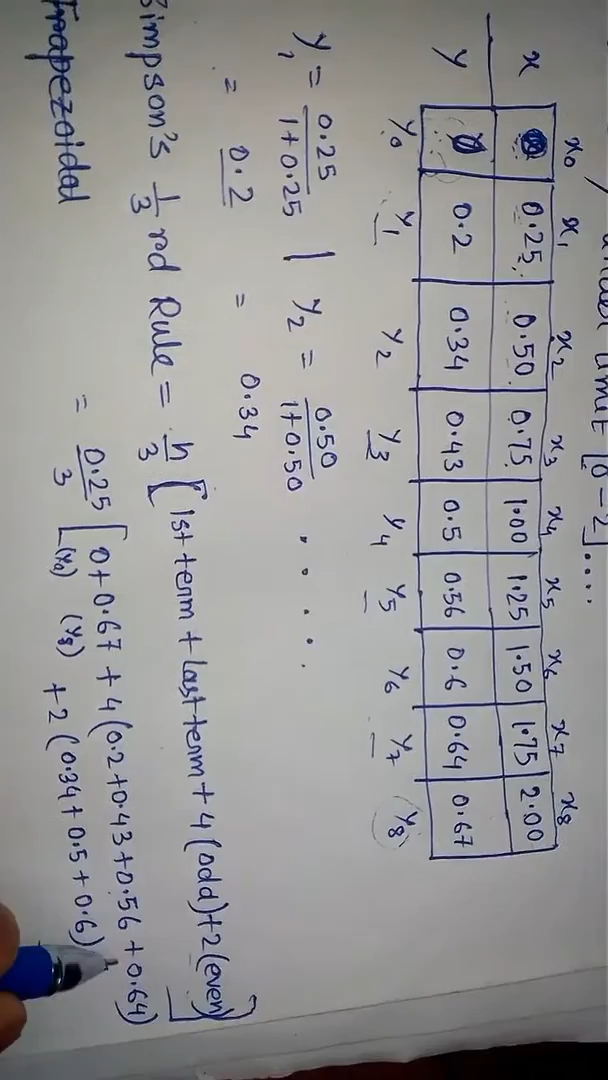 under limit [0-2]....
x₀ x₁ x₂ x₃ x₄ x₅ x₆ x₇ x₈
x 0.25 0.50 0.75 1.00 1.25 1.50 1.75 2.00
y 0 0.2 0.34 0.43 0.5 0.56 0.6 0.64 0.67
y₀ y₁ y₂ y₃ y₄ y₅ y₆ y₇ y₈
y₁ = 0.25/1+0.25 | y₂ = 0.50/1+0.50 ....
= 0.2 = 0.34
Simpson's 1/3 rd Rule = h/3 [1st term + last term + 4(odd)+2(even)]
= 0.25/3 [0+0.67 + 4(0.2+0.43+0.56+0.64)
(y₀) (y₈) +2(0.34+0.5+0.6)
Trapezoidal